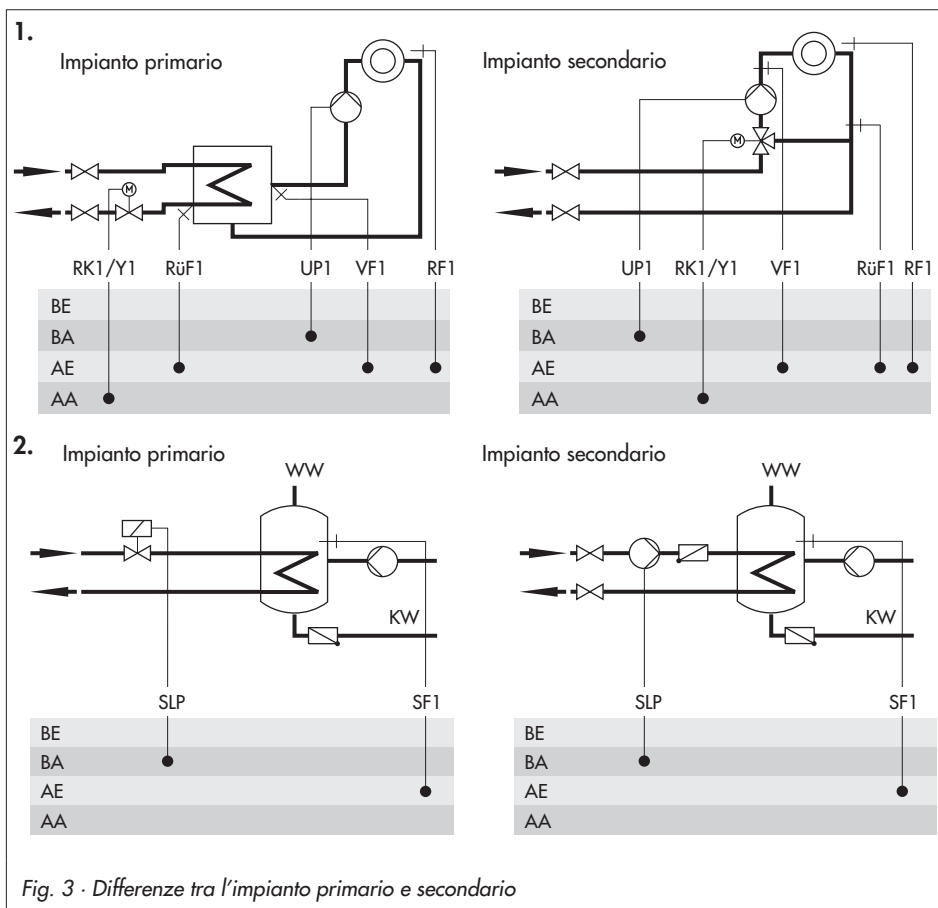 1.
Impianto primario
Impianto secondario
M
M
RK1/Y1 RüF1 UP1 VF1 RF1
UP1 RK1/Y1 VF1 RüF1 RF1
BE
BA
AE
AA
BE
BA
AE
AA
2.
Impianto primario
Impianto secondario
WW
WW
KW
KW
SLP SF1
SLP SF1
BE
BA
AE
AA
BE
BA
AE
AA
Fig. 3 · Differenze tra l'impianto primario e secondario